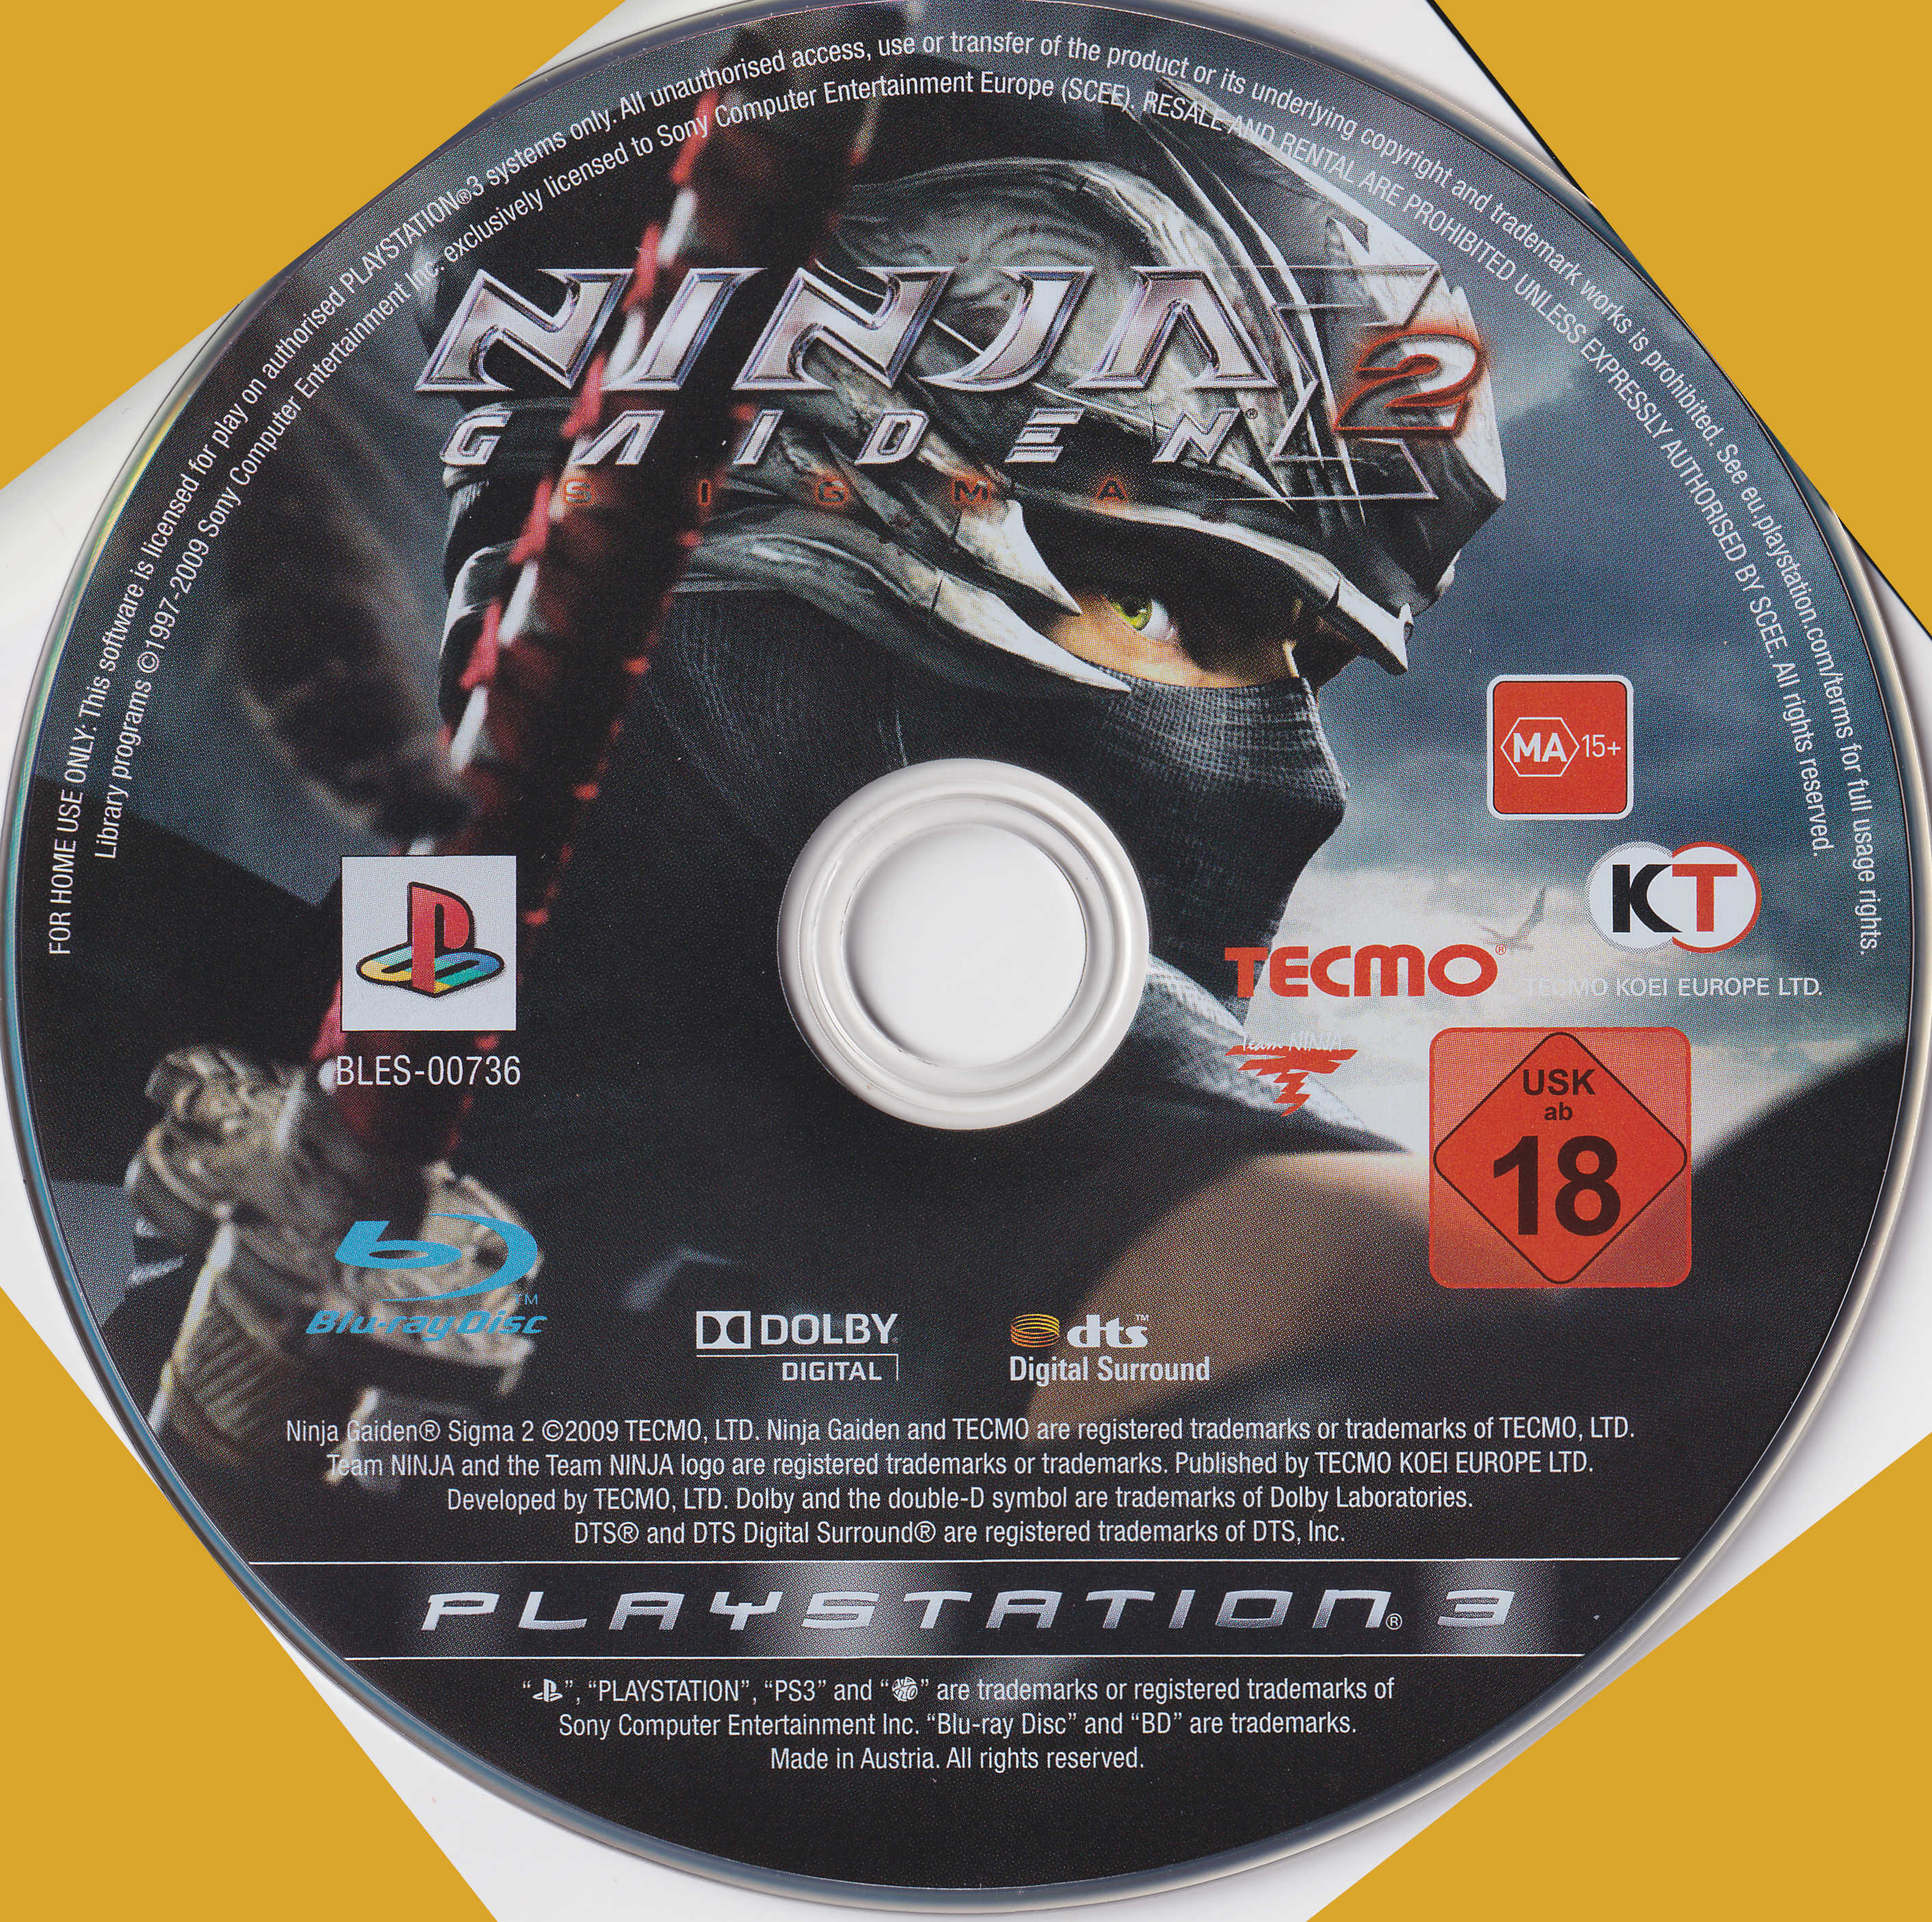 FOR HOME USE ONLY: This software is licensed for play on authorised PLAYSTATION®3 systems only. All unauthorised access, use or transfer of the product or its underlying copyright and trademark works is prohibited. See eu.playstation.com/terms for full usage rights.
Library programs ©1997-2009 Sony Computer Entertainment Inc. exclusively licensed to Sony Computer Entertainment Europe (SCEE). RESALE AND RENTAL ARE PROHIBITED UNLESS EXPRESSLY AUTHORISED BY SCEE. All rights reserved.
NINJA Σ2
GAIDEN®
SIGMA
MA 15+
KT
TECMO®
TECMO KOEI EUROPE LTD.
Team NINJA
BLES-00736
USK
ab
18
Blu-ray Disc™
DOLBY®
DIGITAL
dts™
Digital Surround
Ninja Gaiden® Sigma 2 ©2009 TECMO, LTD. Ninja Gaiden and TECMO are registered trademarks or trademarks of TECMO, LTD.
Team NINJA and the Team NINJA logo are registered trademarks or trademarks. Published by TECMO KOEI EUROPE LTD.
Developed by TECMO, LTD. Dolby and the double-D symbol are trademarks of Dolby Laboratories.
DTS® and DTS Digital Surround® are registered trademarks of DTS, Inc.
PLAYSTATION® 3
“ ”, “PLAYSTATION”, “PS3” and “ ” are trademarks or registered trademarks of
Sony Computer Entertainment Inc. “Blu-ray Disc” and “BD” are trademarks.
Made in Austria. All rights reserved.